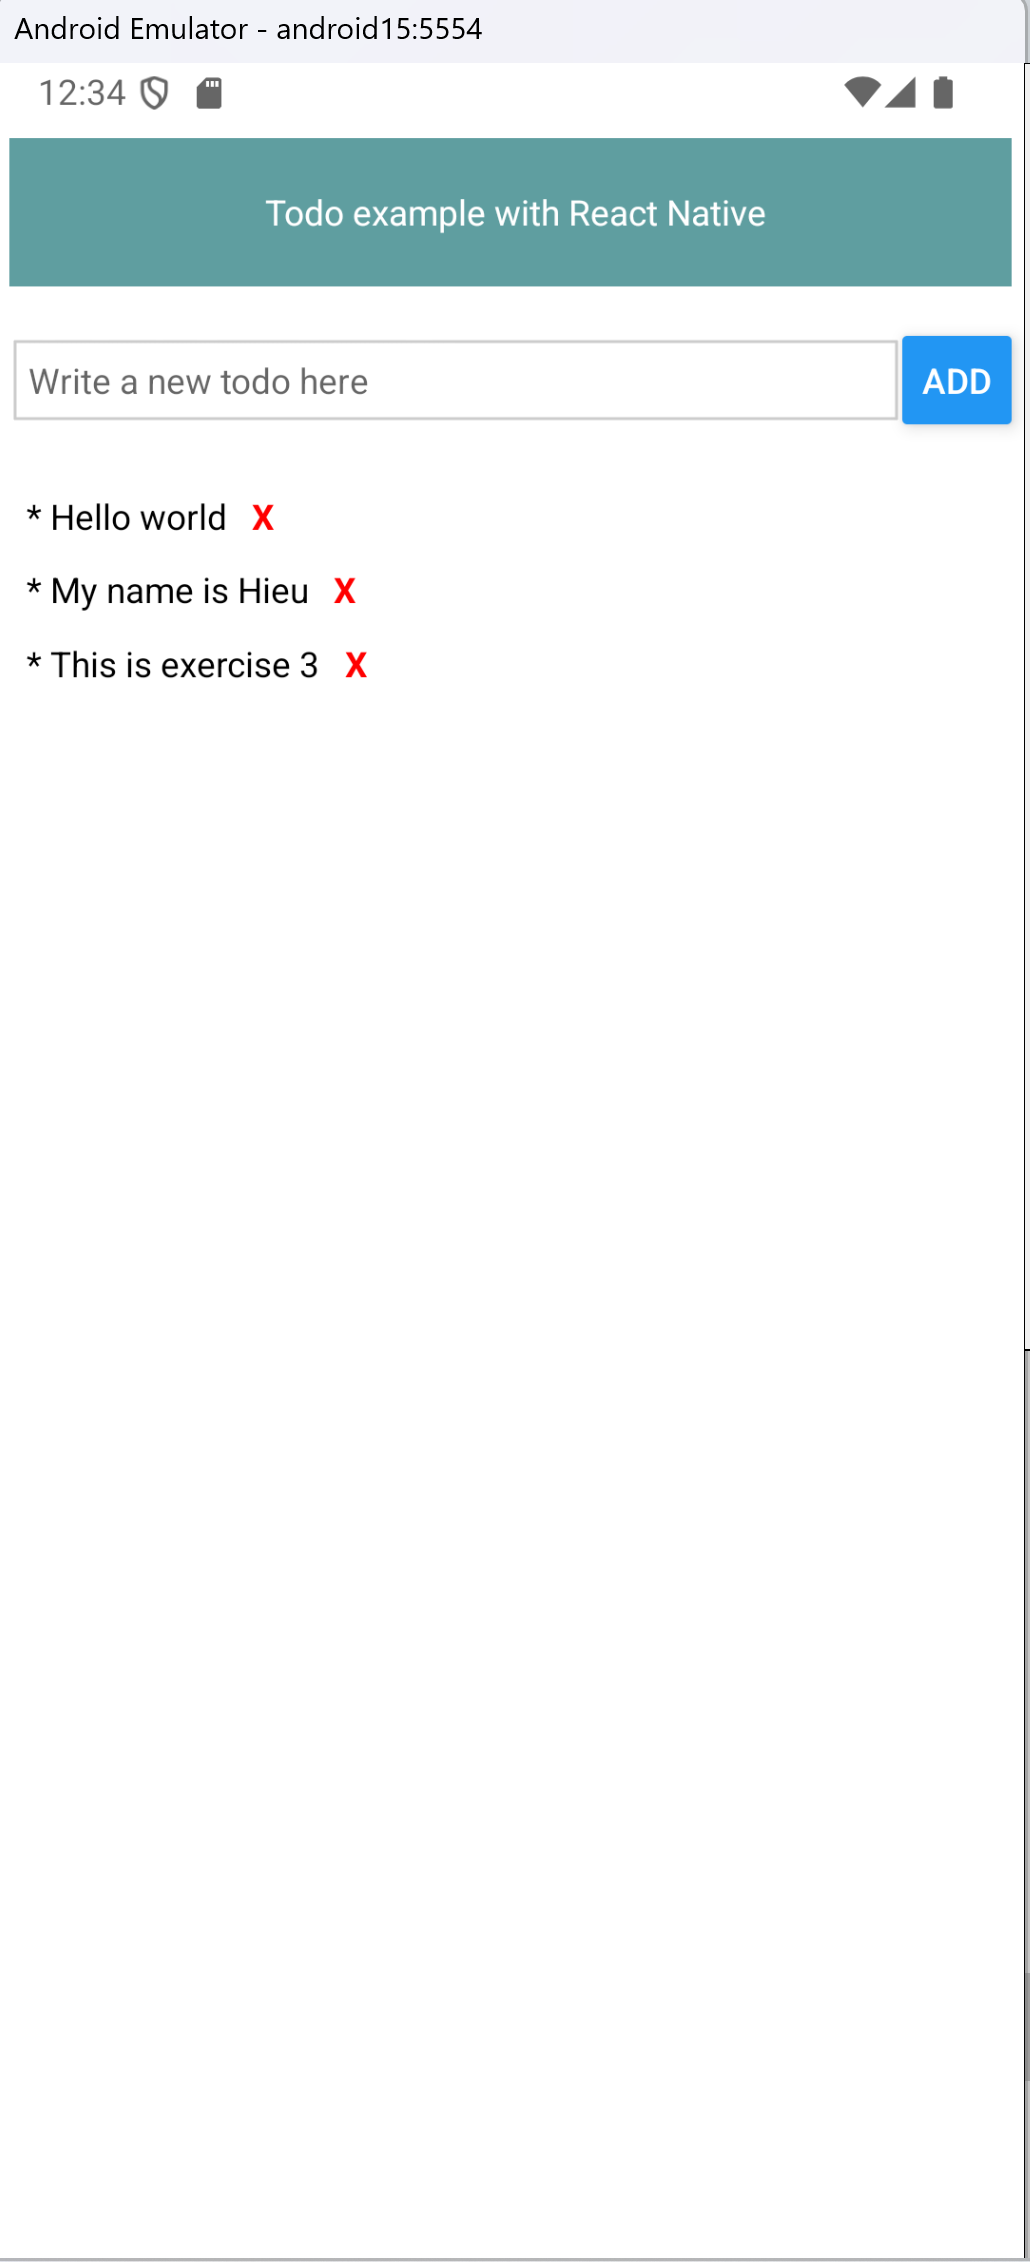 Android Emulator - android15:5554
12:34
Todo example with React Native
Write a new todo here ADD
* Hello world X
* My name is Hieu X
* This is exercise 3 X